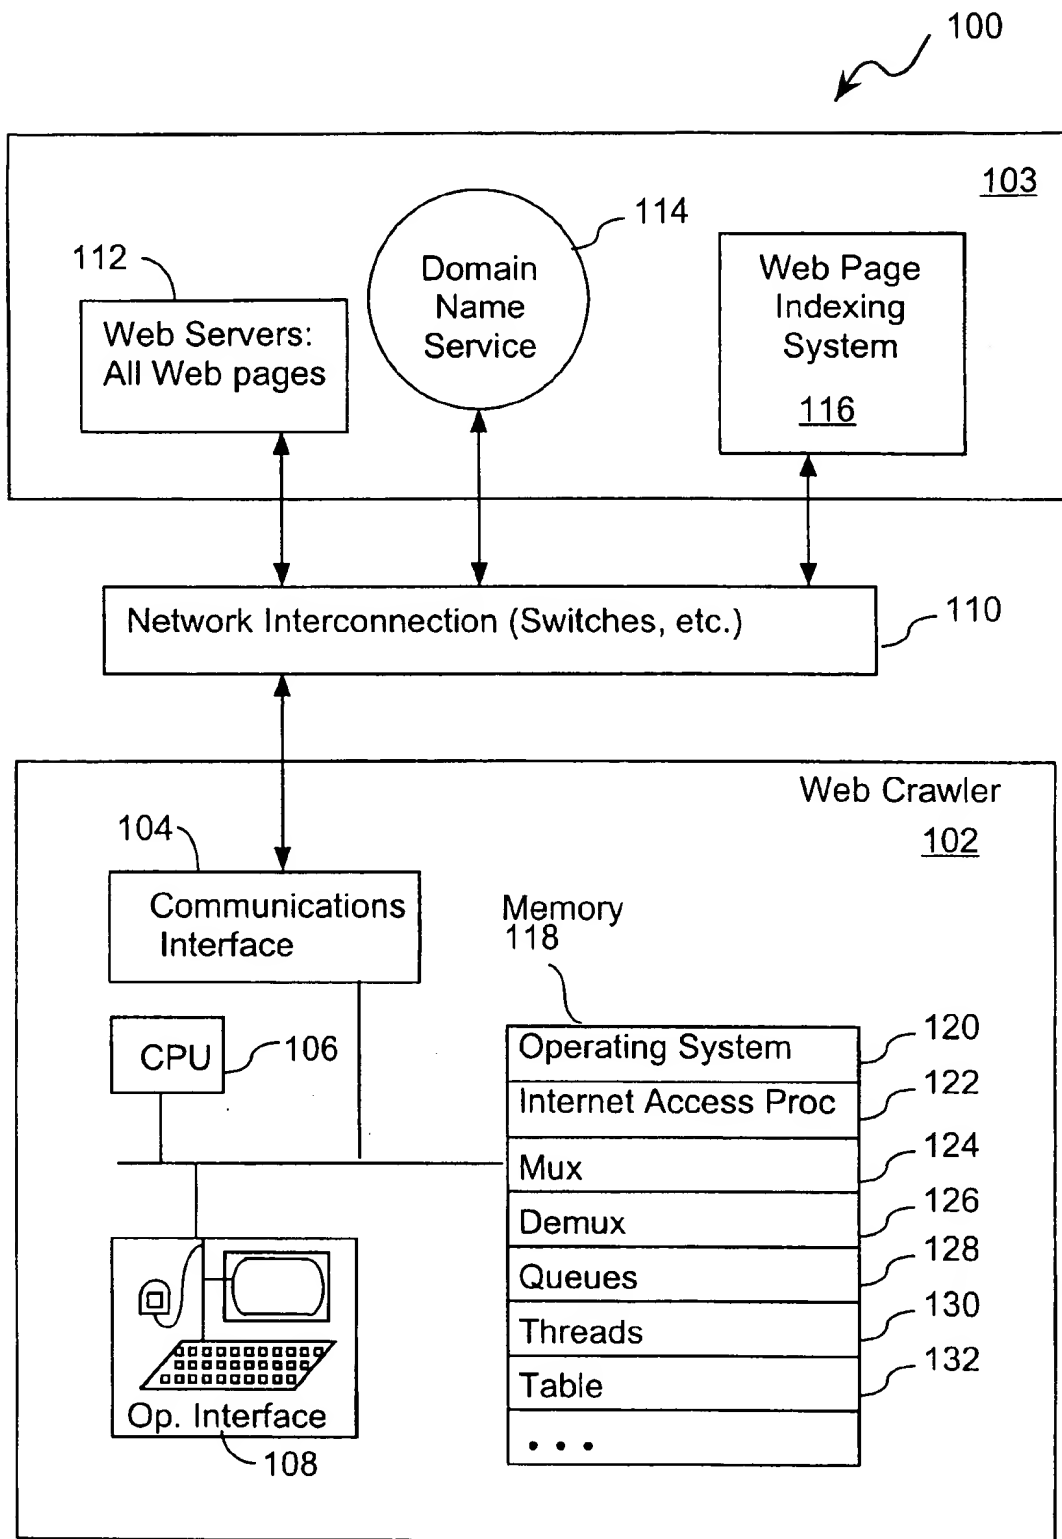 100
103
112
114
Web Servers:
All Web pages
Domain
Name
Service
Web Page
Indexing
System
116
Network Interconnection (Switches, etc.)
110
Web Crawler
102
104
Communications
Interface
Memory
118
CPU
106
Operating System
120
Internet Access Proc
122
Mux
124
Demux
126
Queues
128
Threads
130
Table
132
• • •
Op. Interface
108